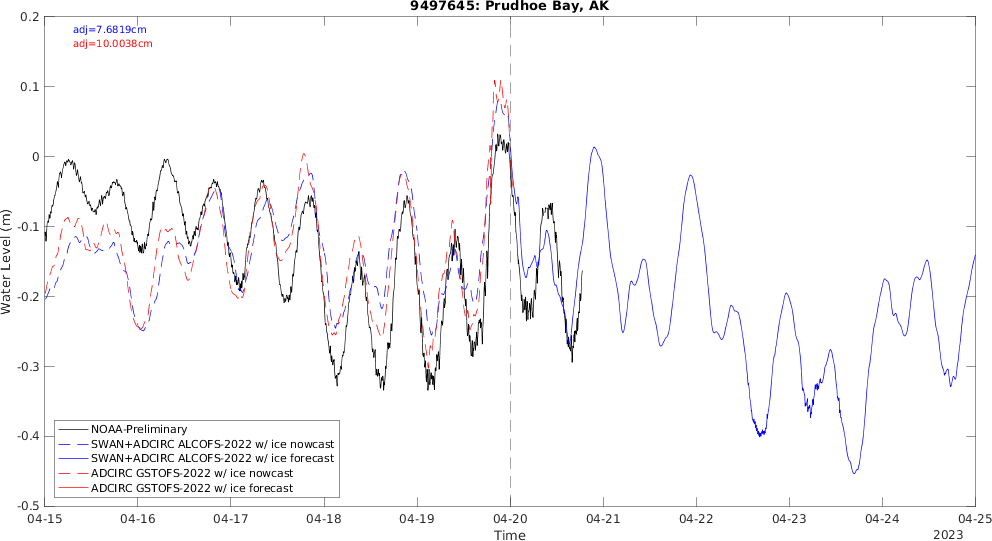 9497645: Prudhoe Bay, AK
adj=7.6819cm
adj=10.0038cm
Water Level (m)
0.2
0.1
0
-0.1
-0.2
-0.3
-0.4
-0.5
NOAA-Preliminary
SWAN+ADCIRC ALCOFS-2022 w/ ice nowcast
SWAN+ADCIRC ALCOFS-2022 w/ ice forecast
ADCIRC GSTOFS-2022 w/ ice nowcast
ADCIRC GSTOFS-2022 w/ ice forecast
04-15 04-16 04-17 04-18 04-19 04-20 04-21 04-22 04-23 04-24 04-25
Time
2023